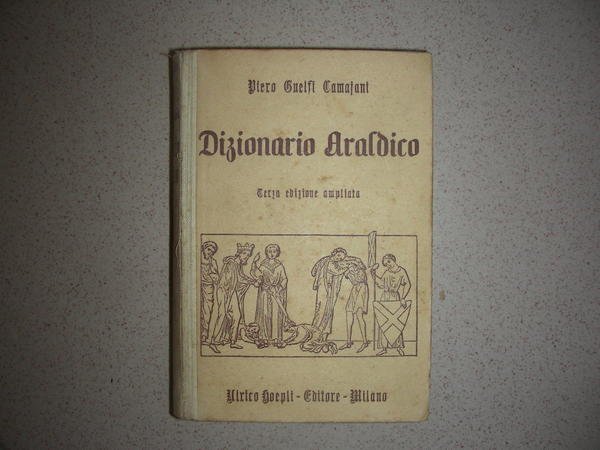 Piero Guelfi Camajani
Dizionario Araldico
Terza edizione ampliata
Ulrico Hoepli - Editore - Milano